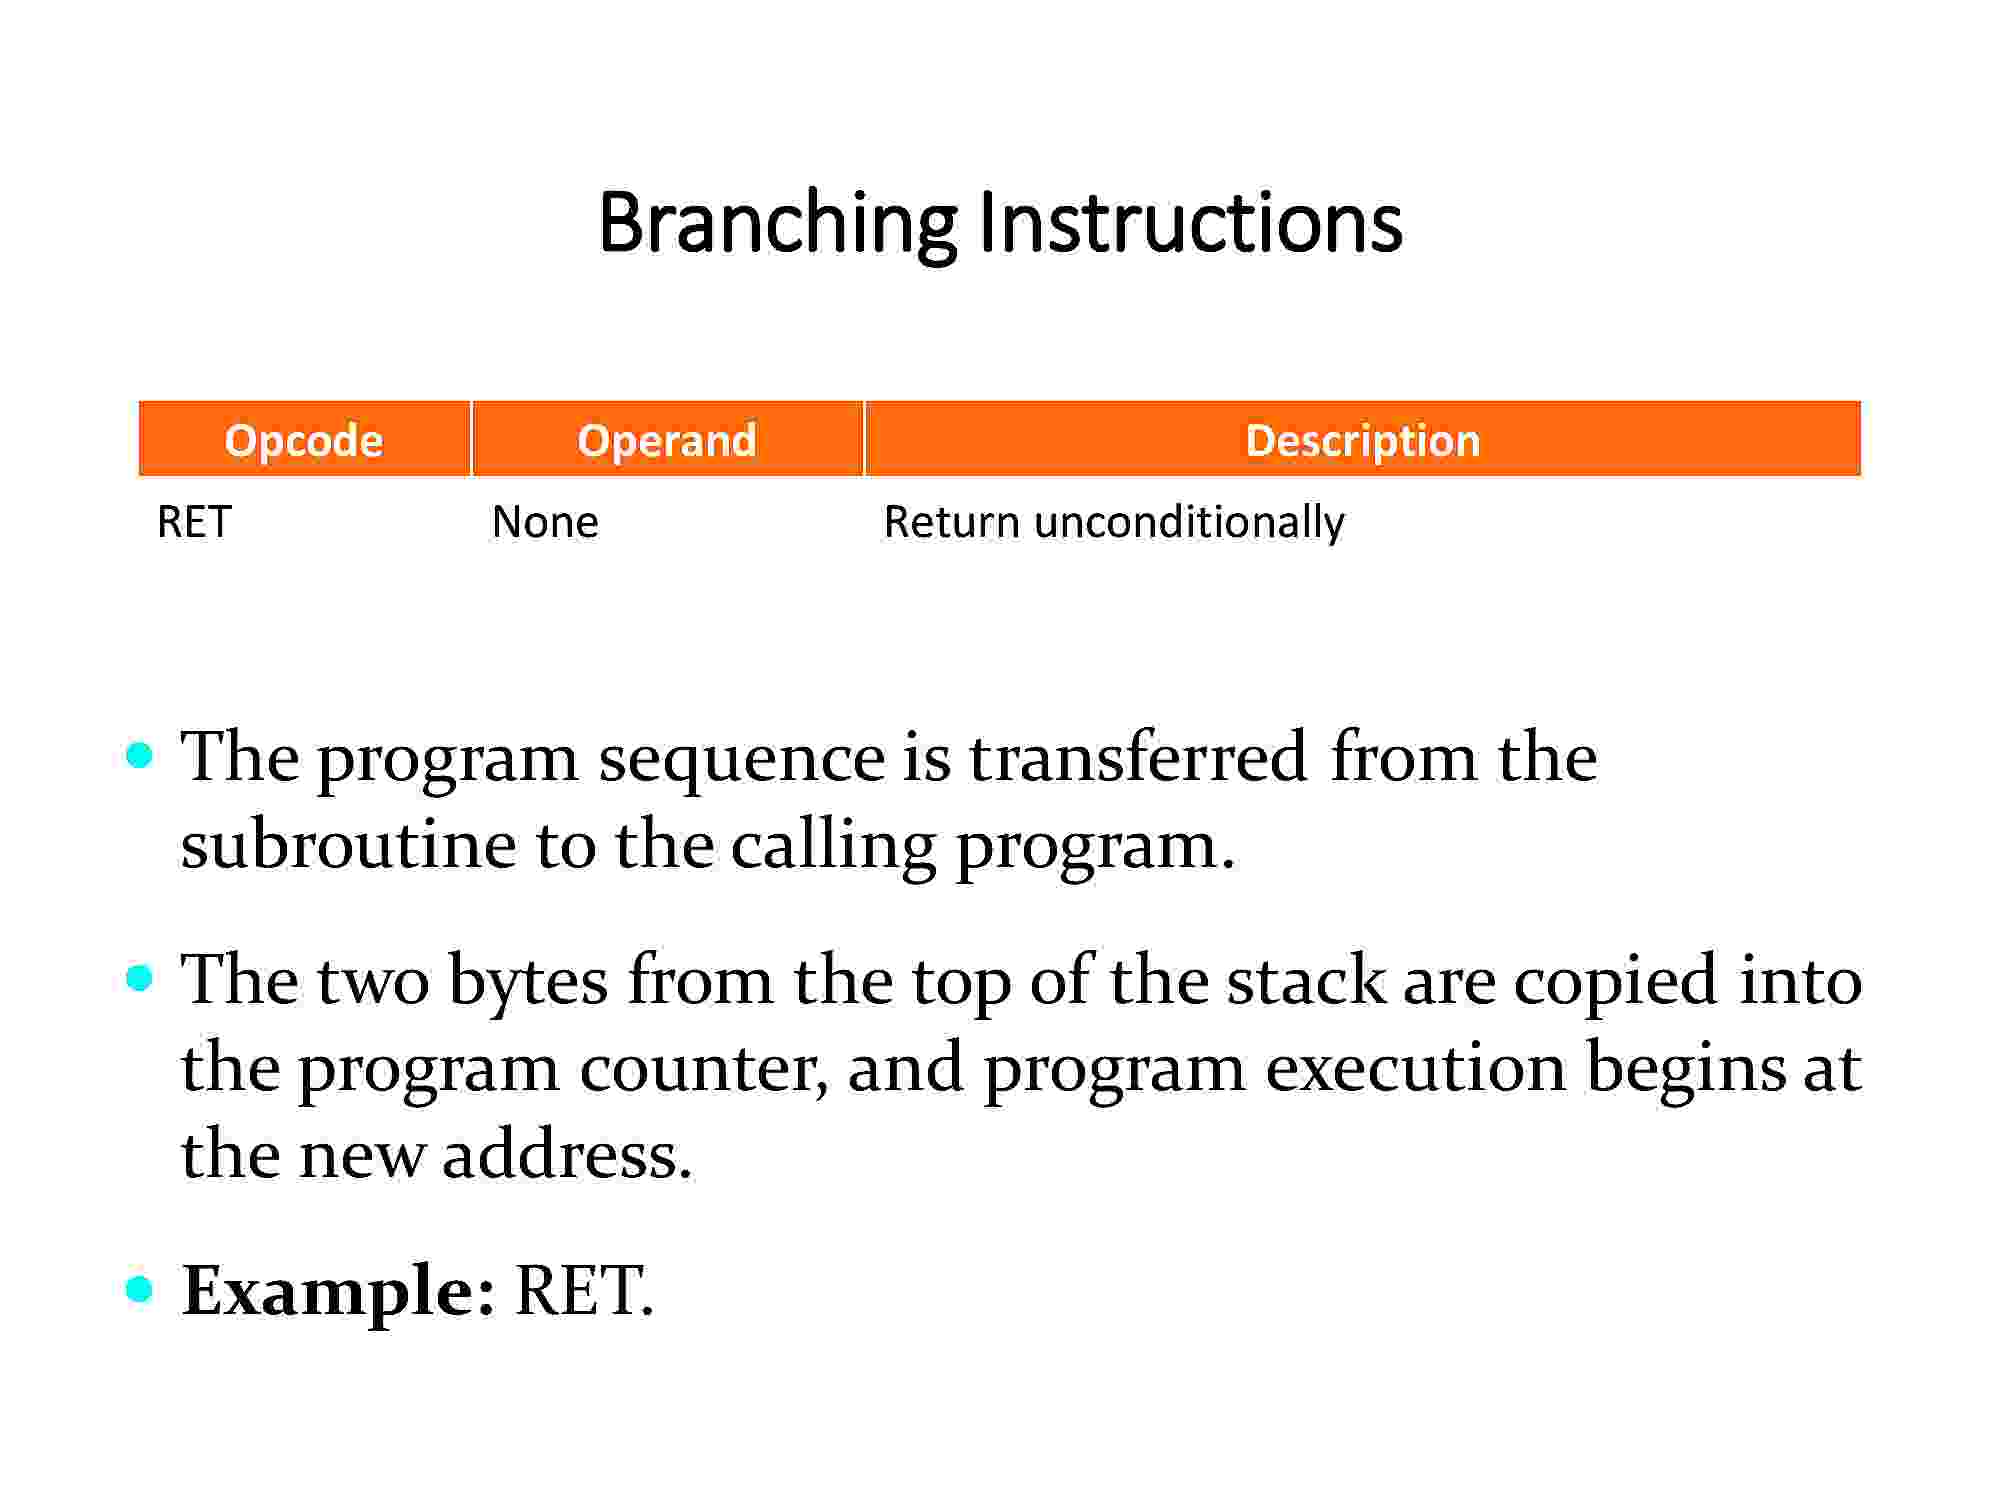 Branching Instructions
Opcode Operand Description
RET None Return unconditionally
• The program sequence is transferred from the
subroutine to the calling program.
• The two bytes from the top of the stack are copied into
the program counter, and program execution begins at
the new address.
• Example: RET.